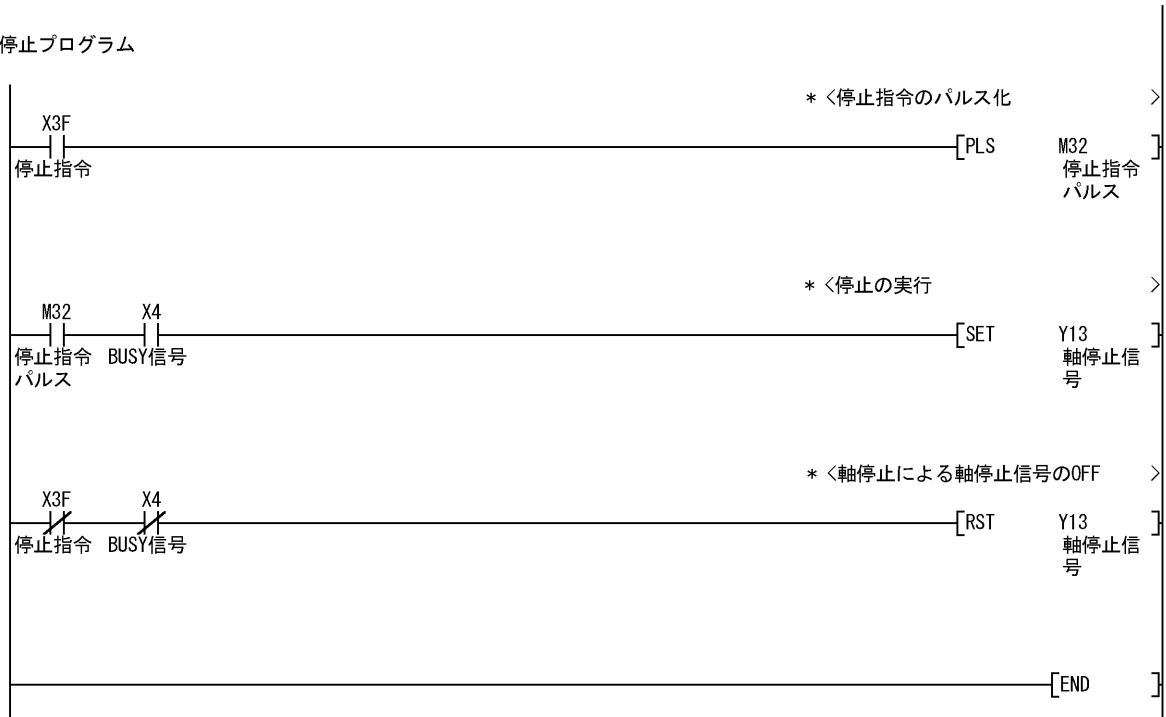 停止プログラム
* <停止指令のパルス化 >
X3F
PLS M32
停止指令
停止指令
パルス
* <停止の実行 >
M32 X4
SET Y13
停止指令 BUSY信号
パルス
軸停止信
号
* <軸停止による軸停止信号のOFF >
X3F X4
RST Y13
停止指令 BUSY信号
軸停止信
号
END